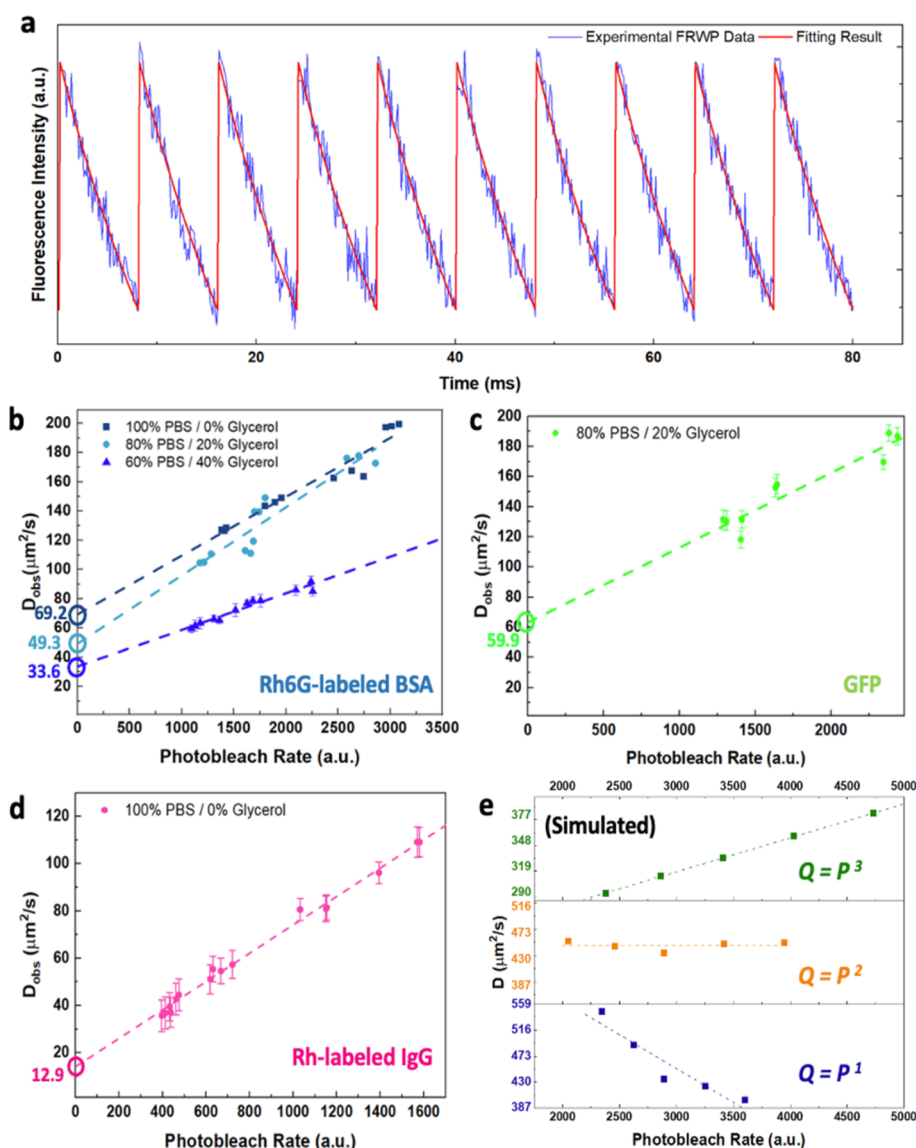 a
Experimental FRWP Data
Fitting Result
Fluorescence Intensity (a.u.)
0
20
40
60
80
Time (ms)
b
100% PBS / 0% Glycerol
80% PBS / 20% Glycerol
60% PBS / 40% Glycerol
200
180
160
140
120
100
80
69.2
60
49.3
40
33.6
20
0
500
1000
1500
2000
2500
3000
3500
Dobs (μm²/s)
Rh6G-labeled BSA
Photobleach Rate (a.u.)
c
80% PBS / 20% Glycerol
200
180
160
140
120
100
80
60
59.9
40
20
0
500
1000
1500
2000
Dobs (μm²/s)
GFP
Photobleach Rate (a.u.)
d
100% PBS / 0% Glycerol
120
100
80
60
40
20
12.9
0
200
400
600
800
1000
1200
1400
1600
Dobs (μm²/s)
Rh-labeled IgG
Photobleach Rate (a.u.)
e
2000
2500
3000
3500
4000
4500
5000
(Simulated)
377
348
319
290
Q = P³
516
473
430
387
Q = P²
559
516
473
430
387
Q = P¹
D (μm²/s)
2000
2500
3000
3500
4000
4500
5000
Photobleach Rate (a.u.)